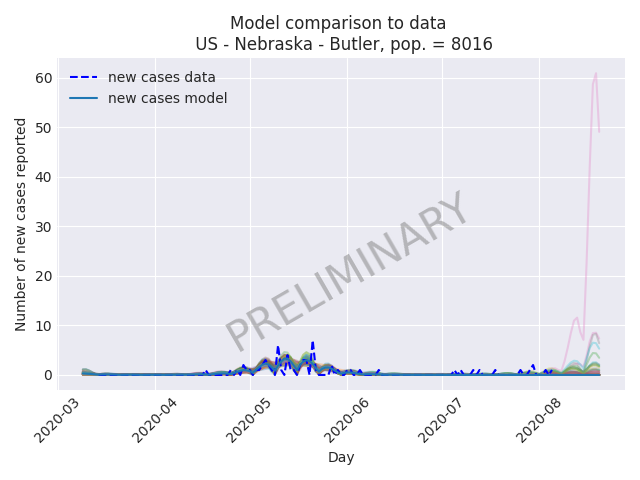 Model comparison to data
US - Nebraska - Butler, pop. = 8016
new cases data
new cases model
Number of new cases reported
60
50
40
30
20
10
0
PRELIMINARY
2020-03
2020-04
2020-05
2020-06
2020-07
2020-08
Day